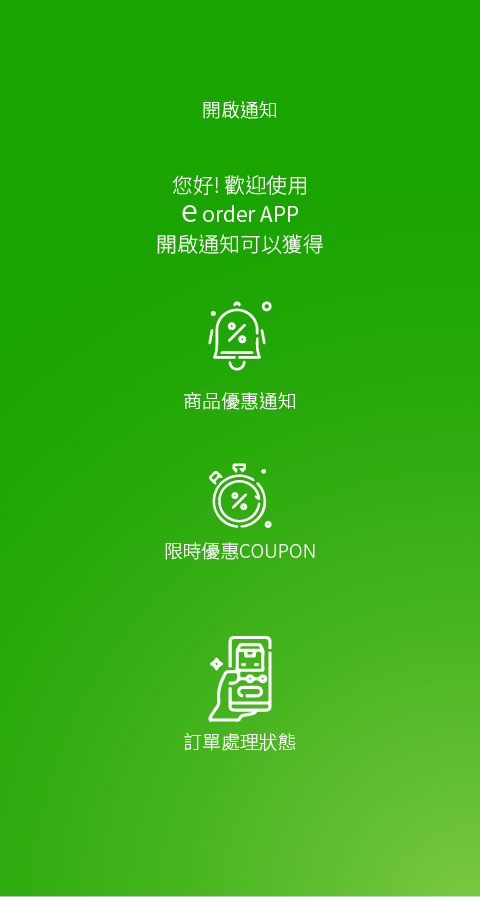 開啟通知
您好! 歡迎使用
e order APP
開啟通知可以獲得
商品優惠通知
限時優惠COUPON
訂單處理狀態